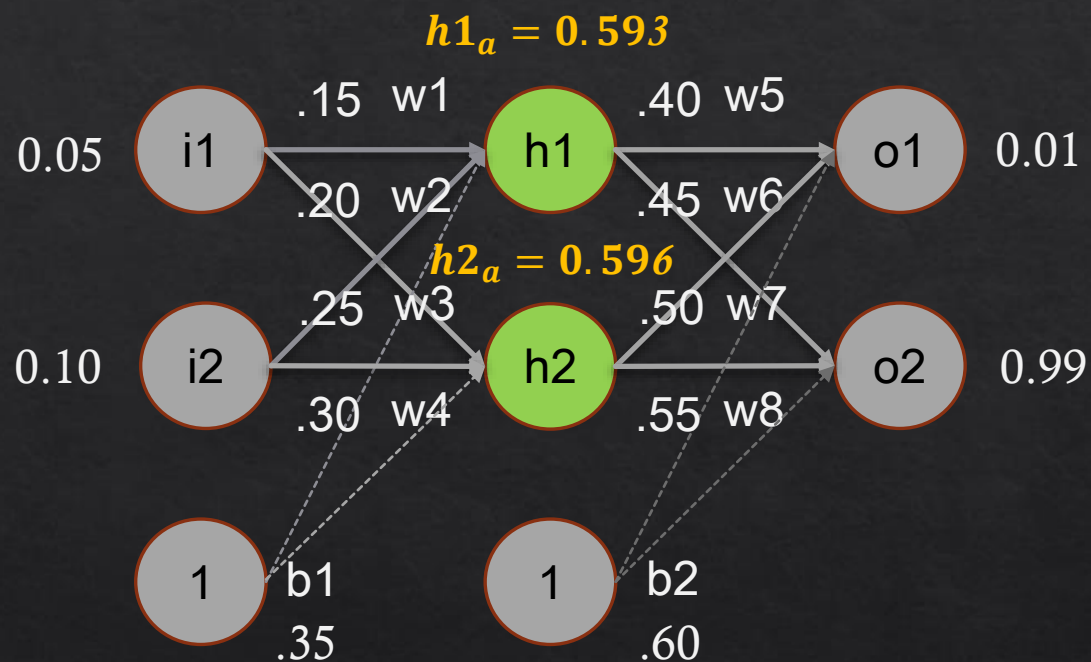 h1a = 0.593
.15 w1 .40 w5
0.05 i1 h1 o1 0.01
.20 w2 .45 w6
h2a = 0.596
.25 w3 .50 w7
0.10 i2 h2 o2 0.99
.30 w4 .55 w8
1 b1 1 b2
.35 .60